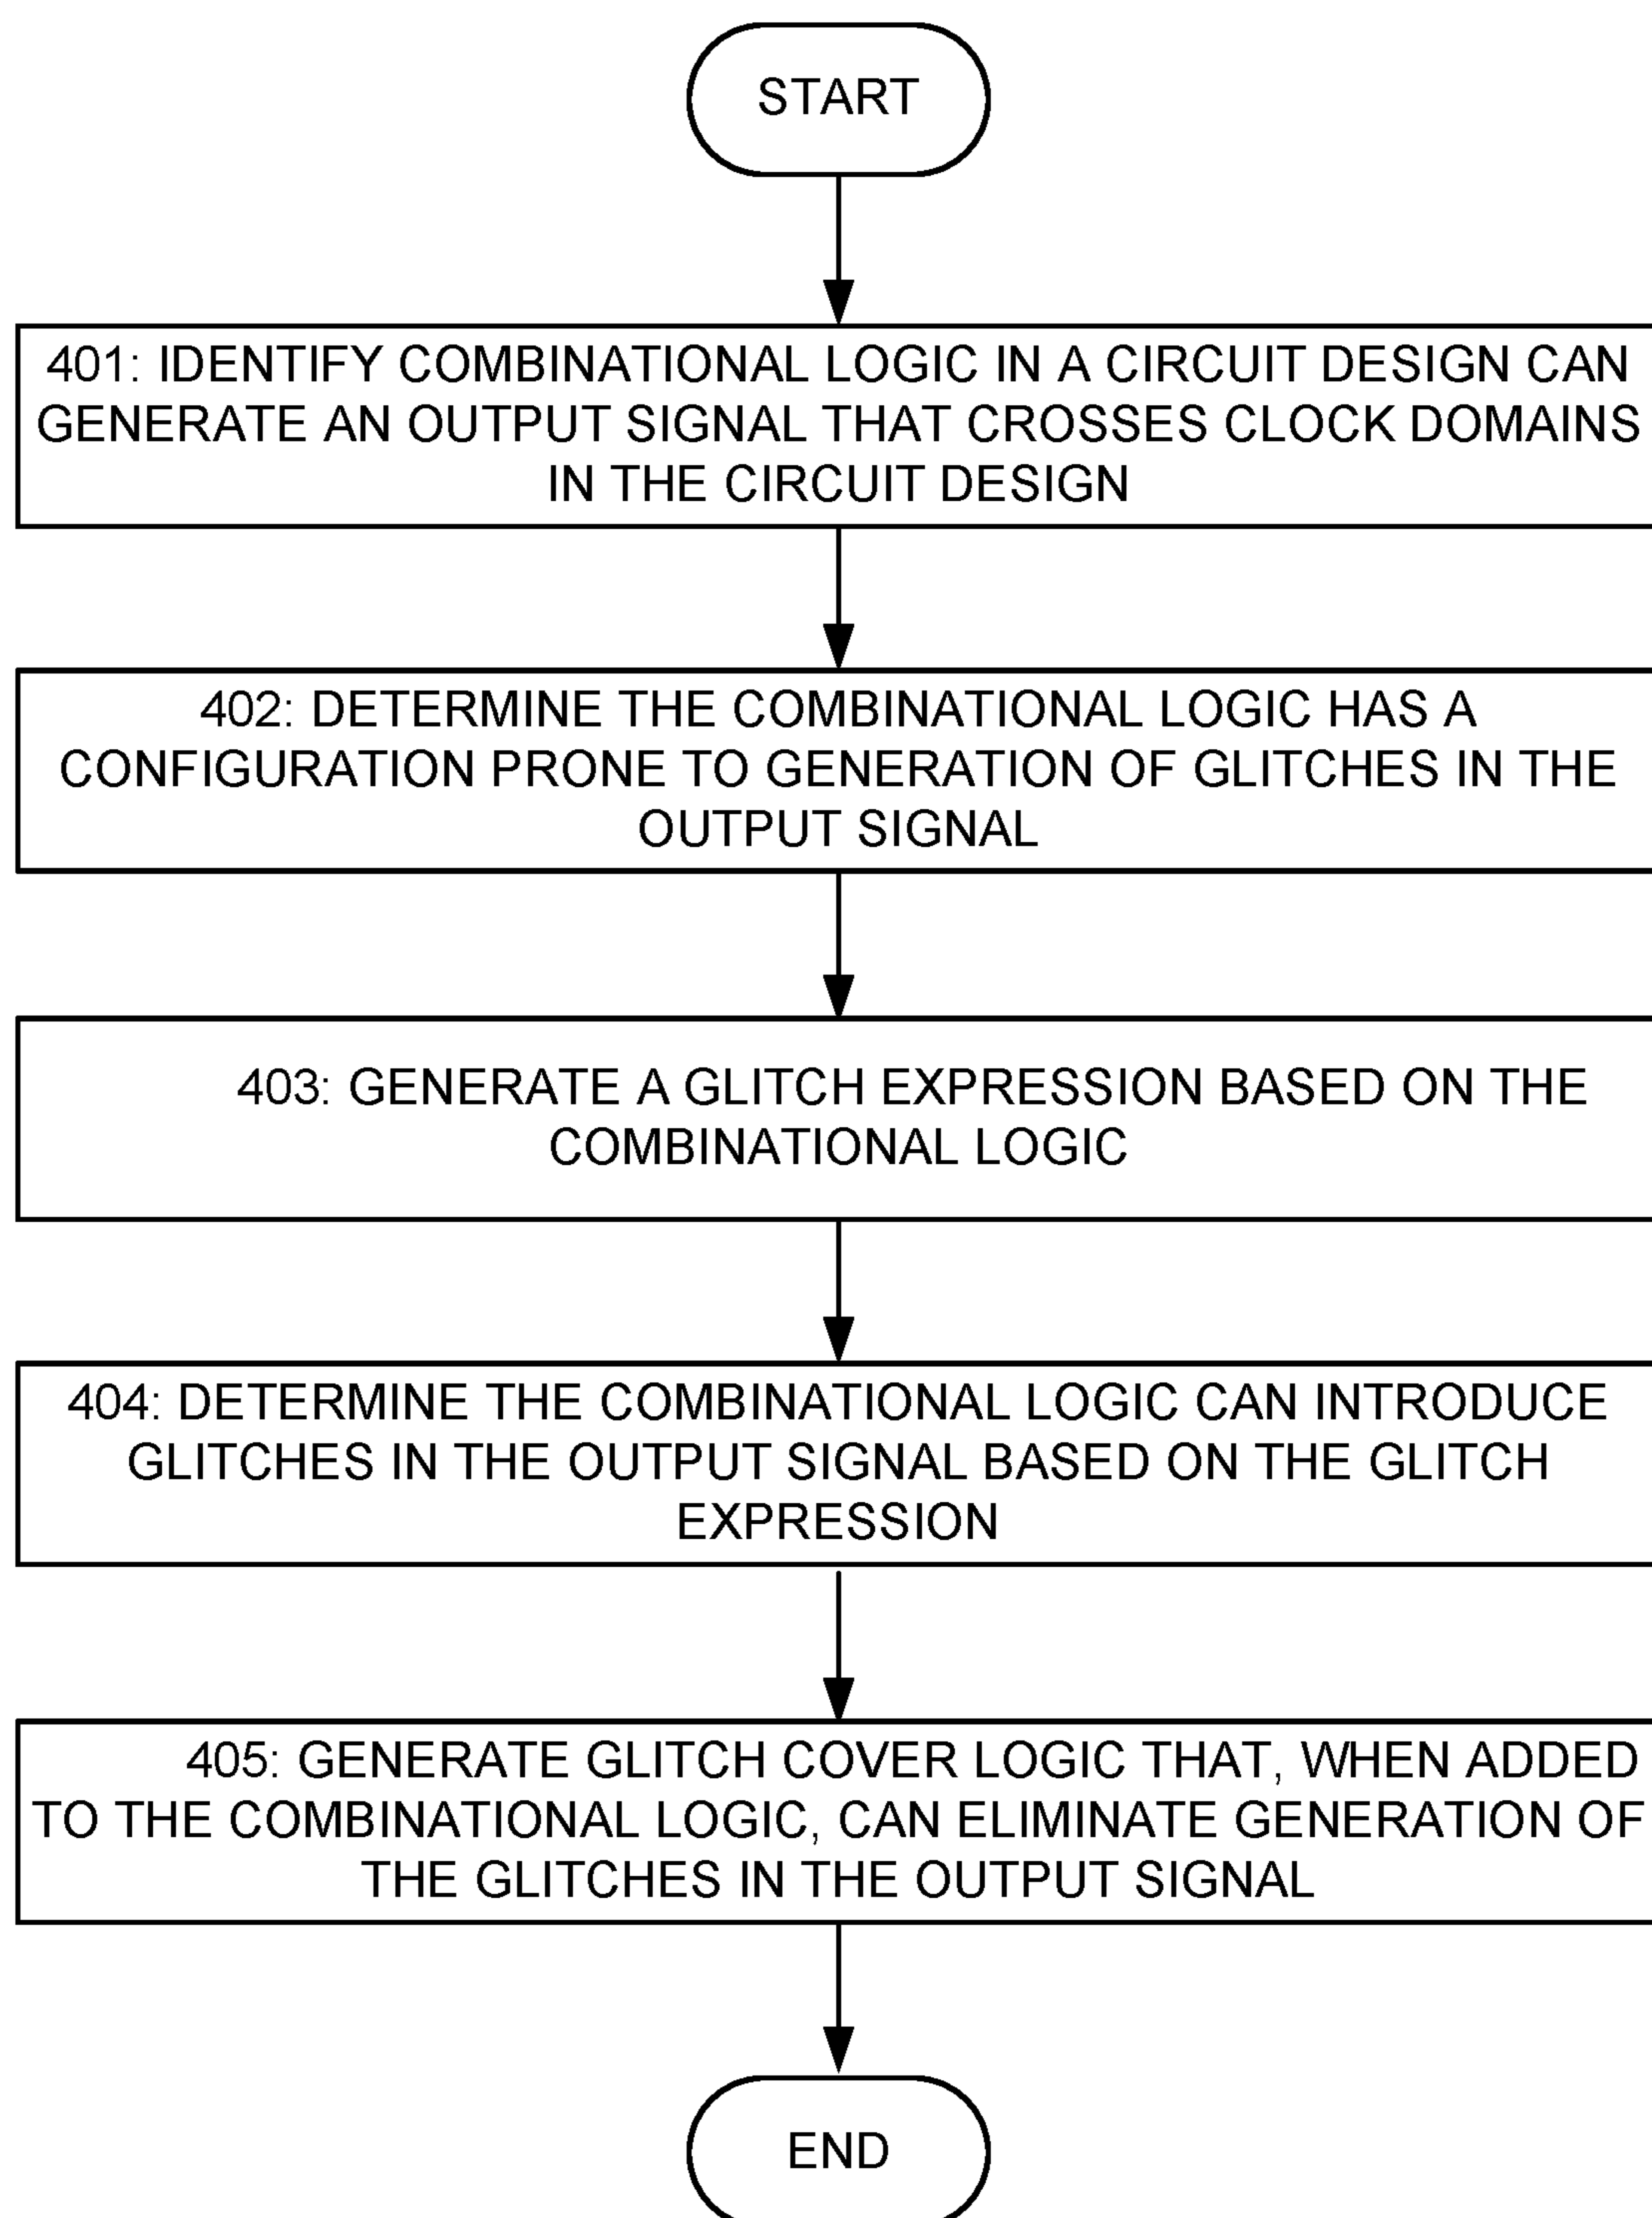 START
401: IDENTIFY COMBINATIONAL LOGIC IN A CIRCUIT DESIGN CAN
GENERATE AN OUTPUT SIGNAL THAT CROSSES CLOCK DOMAINS
IN THE CIRCUIT DESIGN
402: DETERMINE THE COMBINATIONAL LOGIC HAS A
CONFIGURATION PRONE TO GENERATION OF GLITCHES IN THE
OUTPUT SIGNAL
403: GENERATE A GLITCH EXPRESSION BASED ON THE
COMBINATIONAL LOGIC
404: DETERMINE THE COMBINATIONAL LOGIC CAN INTRODUCE
GLITCHES IN THE OUTPUT SIGNAL BASED ON THE GLITCH
EXPRESSION
405: GENERATE GLITCH COVER LOGIC THAT, WHEN ADDED
TO THE COMBINATIONAL LOGIC, CAN ELIMINATE GENERATION OF
THE GLITCHES IN THE OUTPUT SIGNAL
END